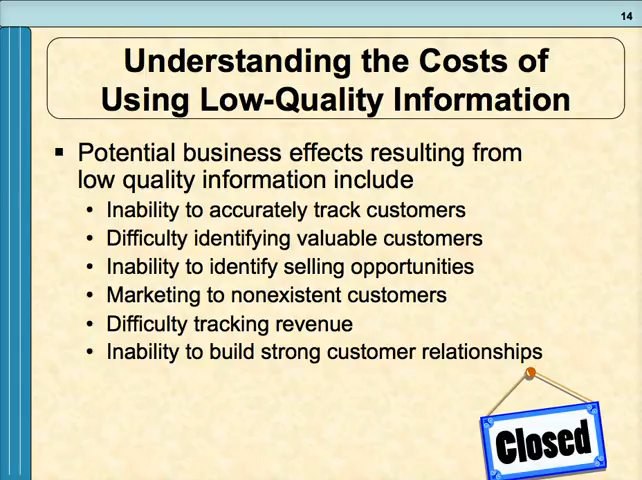 14
Understanding the Costs of
Using Low-Quality Information
▪ Potential business effects resulting from
low quality information include
• Inability to accurately track customers
• Difficulty identifying valuable customers
• Inability to identify selling opportunities
• Marketing to nonexistent customers
• Difficulty tracking revenue
• Inability to build strong customer relationships
Closed